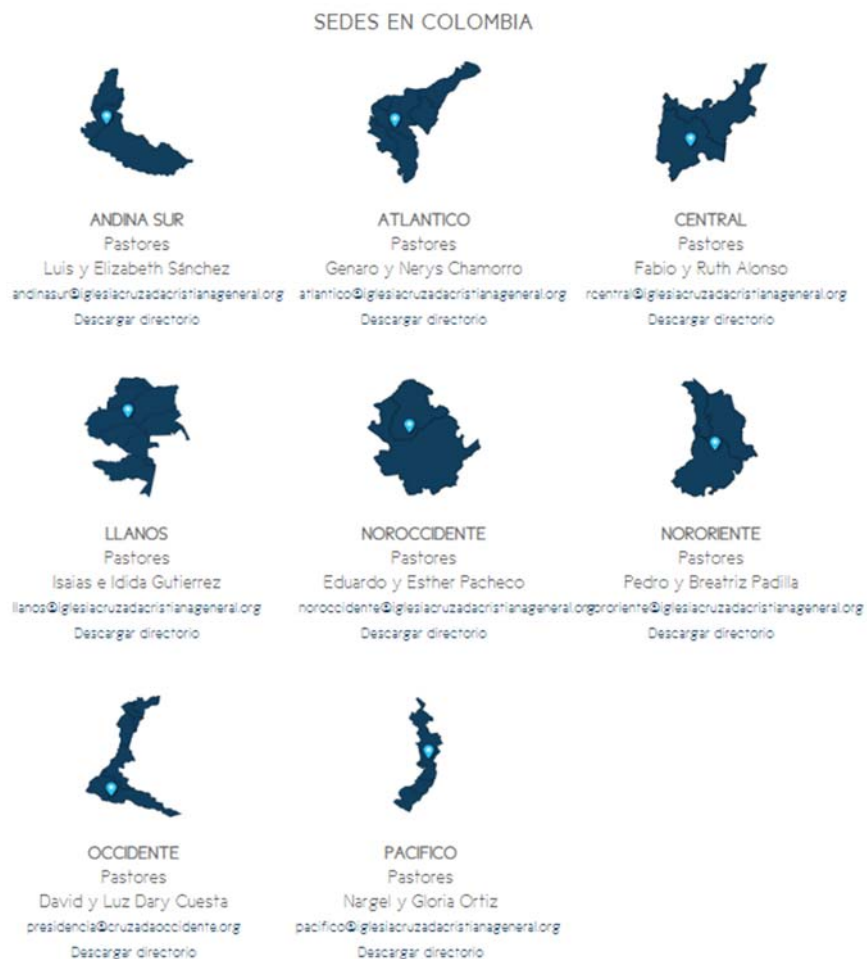 SEDES EN COLOMBIA
ANDINA SUR
Pastores
Luis y Elizabeth Sánchez
andinasur@iglesiacruzadacristianageneral.org
Descargar directorio
ATLANTICO
Pastores
Genaro y Nerys Chamorro
atlantico@iglesiacruzadacristianageneral.org
Descargar directorio
CENTRAL
Pastores
Fabio y Ruth Alonso
rcentral@iglesiacruzadacristianageneral.org
Descargar directorio
LLANOS
Pastores
Isaias e Idida Gutierrez
llanos@iglesiacruzadacristianageneral.org
Descargar directorio
NOROCCIDENTE
Pastores
Eduardo y Esther Pacheco
noroccidente@iglesiacruzadacristianageneral.org
Descargar directorio
NORORIENTE
Pastores
Pedro y Breatriz Padilla
Descargar directorio
OCCIDENTE
Pastores
David y Luz Dary Cuesta
presidencia@cruzadaoccidente.org
Descargar directorio
PACIFICO
Pastores
Nargel y Gloria Ortiz
pacifico@iglesiacruzadacristianageneral.org
Descargar directorio